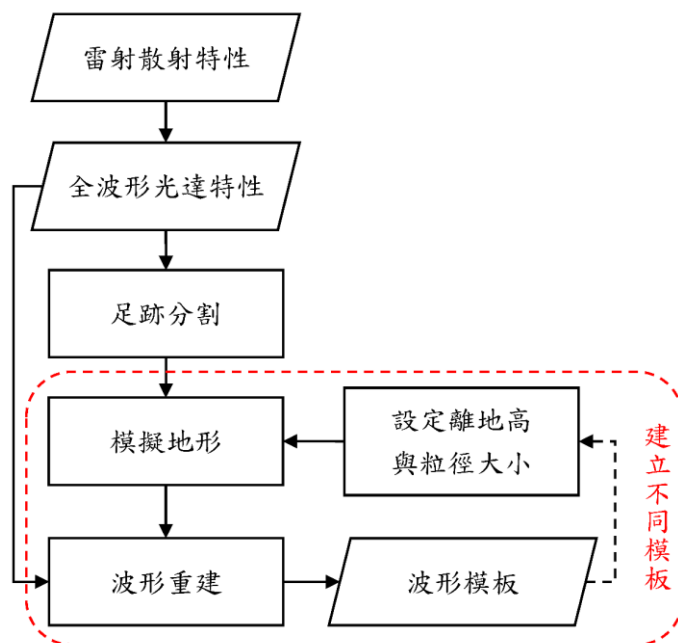 雷射散射特性
全波形光達特性
足跡分割
模擬地形
設定離地高
與粒徑大小
波形重建
波形模板
建立不同模板